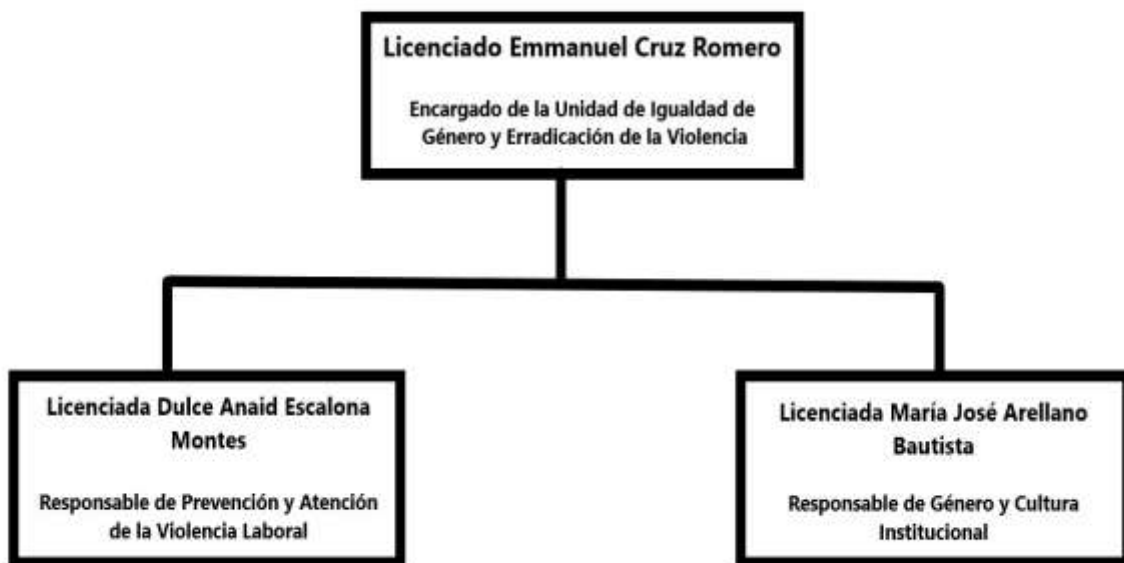 Licenciado Emmanuel Cruz Romero
Encargado de la Unidad de Igualdad de
Género y Erradicación de la Violencia
Licenciada Dulce Anaid Escalona
Montes
Responsable de Prevención y Atención
de la Violencia Laboral
Licenciada María José Arellano
Bautista
Responsable de Género y Cultura
Institucional